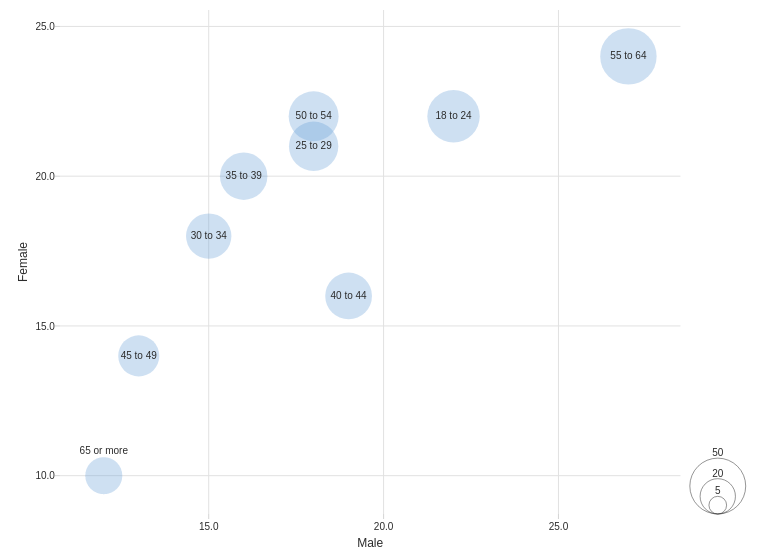 25.0
55 to 64
50 to 54
18 to 24
25 to 29
20.0
35 to 39
30 to 34
Female
40 to 44
15.0
45 to 49
65 or more
10.0
50
20
5
15.0
20.0
25.0
Male